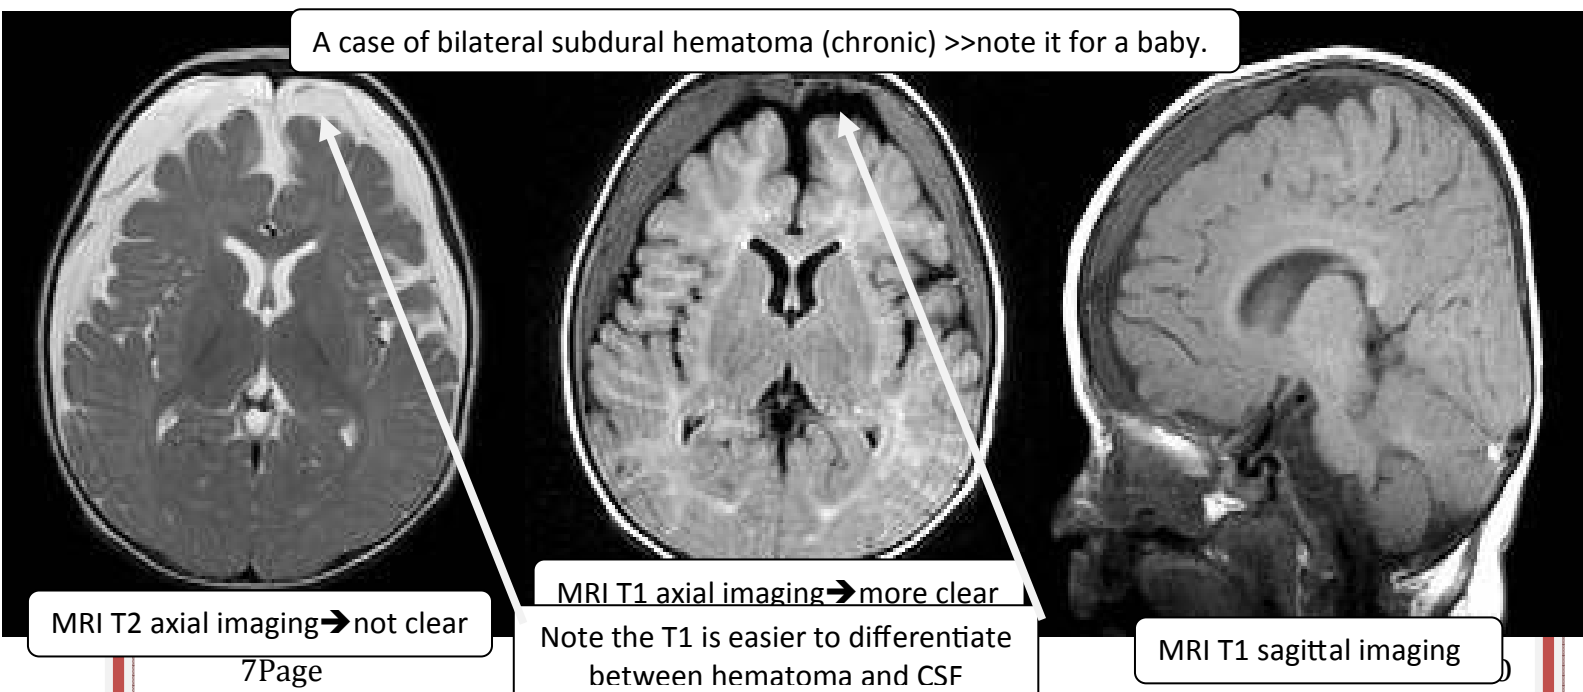 A case of bilateral subdural hematoma (chronic) >>note it for a baby.
MRI T2 axial imaging➔not clear
MRI T1 axial imaging➔more clear
Note the T1 is easier to differentiate
between hematoma and CSF
MRI T1 sagittal imaging
7Page